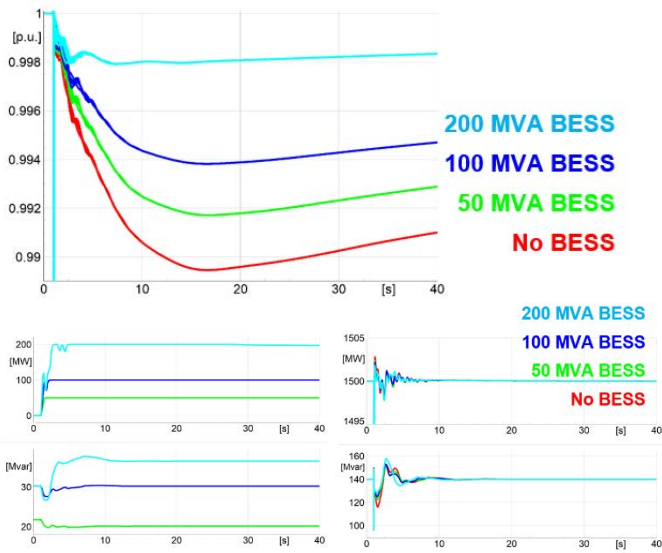 1
[p.u.]
0.998
0.996
0.994
0.992
0.99
0 10 20 30 [s] 40
200 MVA BESS
100 MVA BESS
50 MVA BESS
No BESS
200
[MW]
100
0
0 10 20 30 [s] 40
1505
[MW]
1500
1495
0 10 20 30 [s] 40
200 MVA BESS
100 MVA BESS
50 MVA BESS
No BESS
[Mvar]
30
20
0 10 20 30 [s] 40
[Mvar]
140
120
100
0 10 20 30 [s] 40